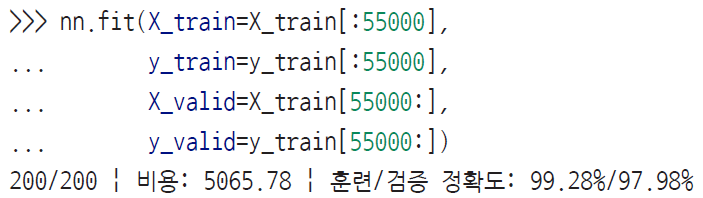 >>> nn.fit(X_train=X_train[:55000],
...        y_train=y_train[:55000],
...        X_valid=X_train[55000:],
...        y_valid=y_train[55000:])
200/200 ¦ 비용: 5065.78 ¦ 훈련/검증 정확도: 99.28%/97.98%